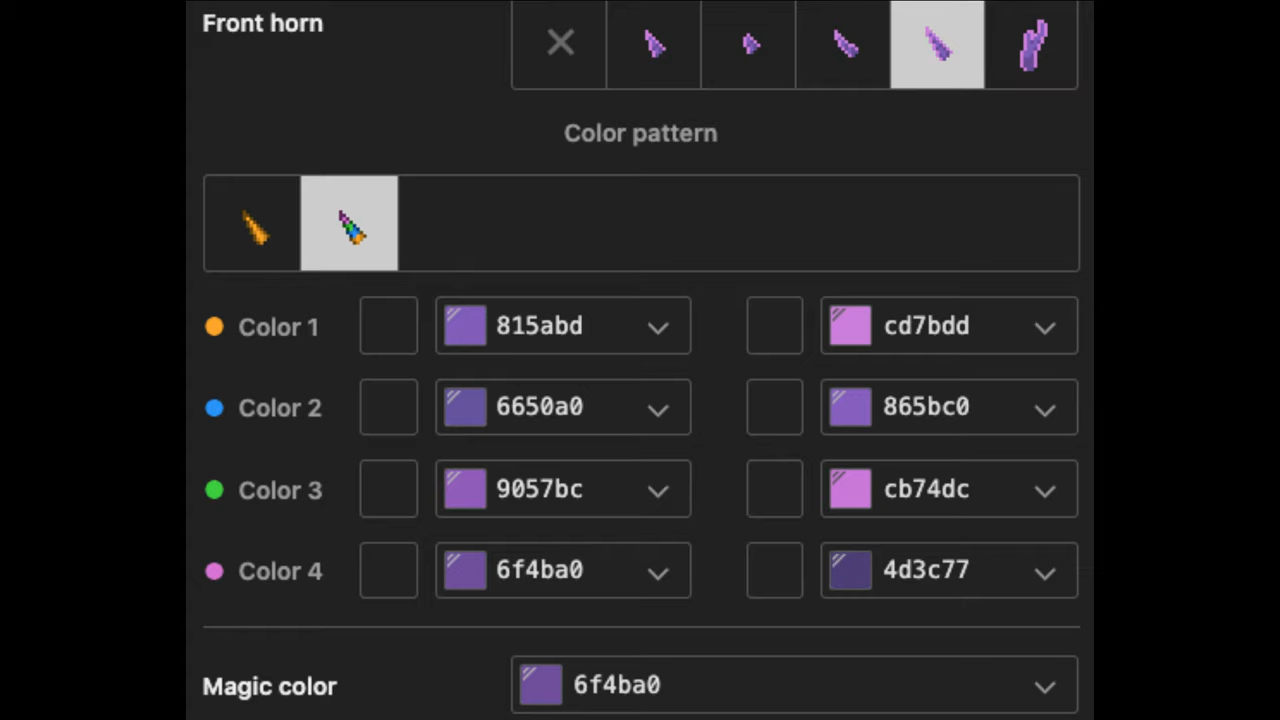 Front horn
Color pattern
Color 1 815abd cd7bdd
Color 2 6650a0 865bc0
Color 3 9057bc cb74dc
Color 4 6f4ba0 4d3c77
Magic color 6f4ba0